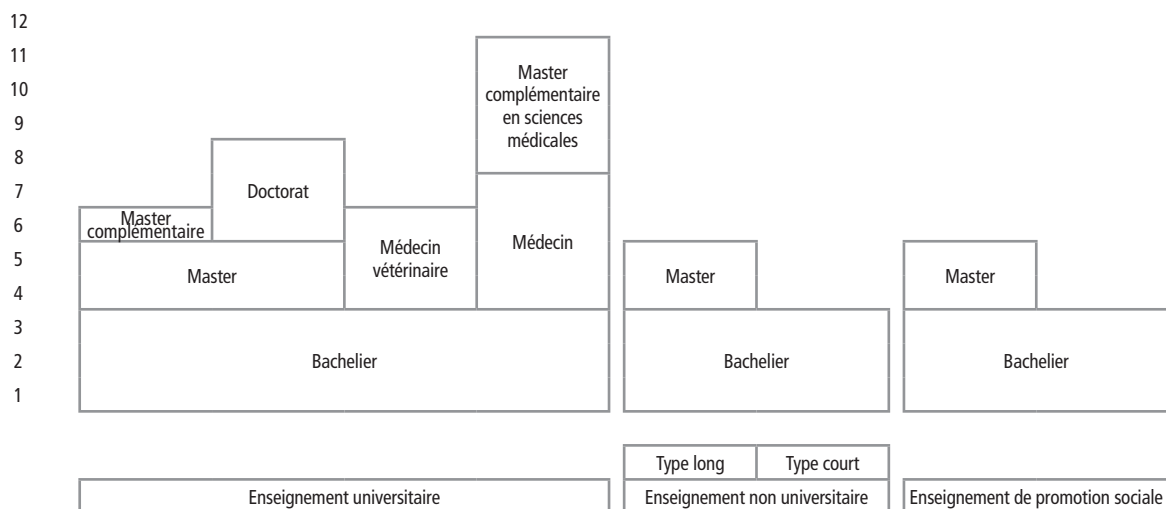 12
11
10
9
8
7
6
5
4
3
2
1
Master
complémentaire
en sciences
médicales
Doctorat
Master
complémentaire
Médecin
vétérinaire
Médecin
Master
Master
Master
Bachelier
Bachelier
Bachelier
Type long
Type court
Enseignement universitaire
Enseignement non universitaire
Enseignement de promotion sociale